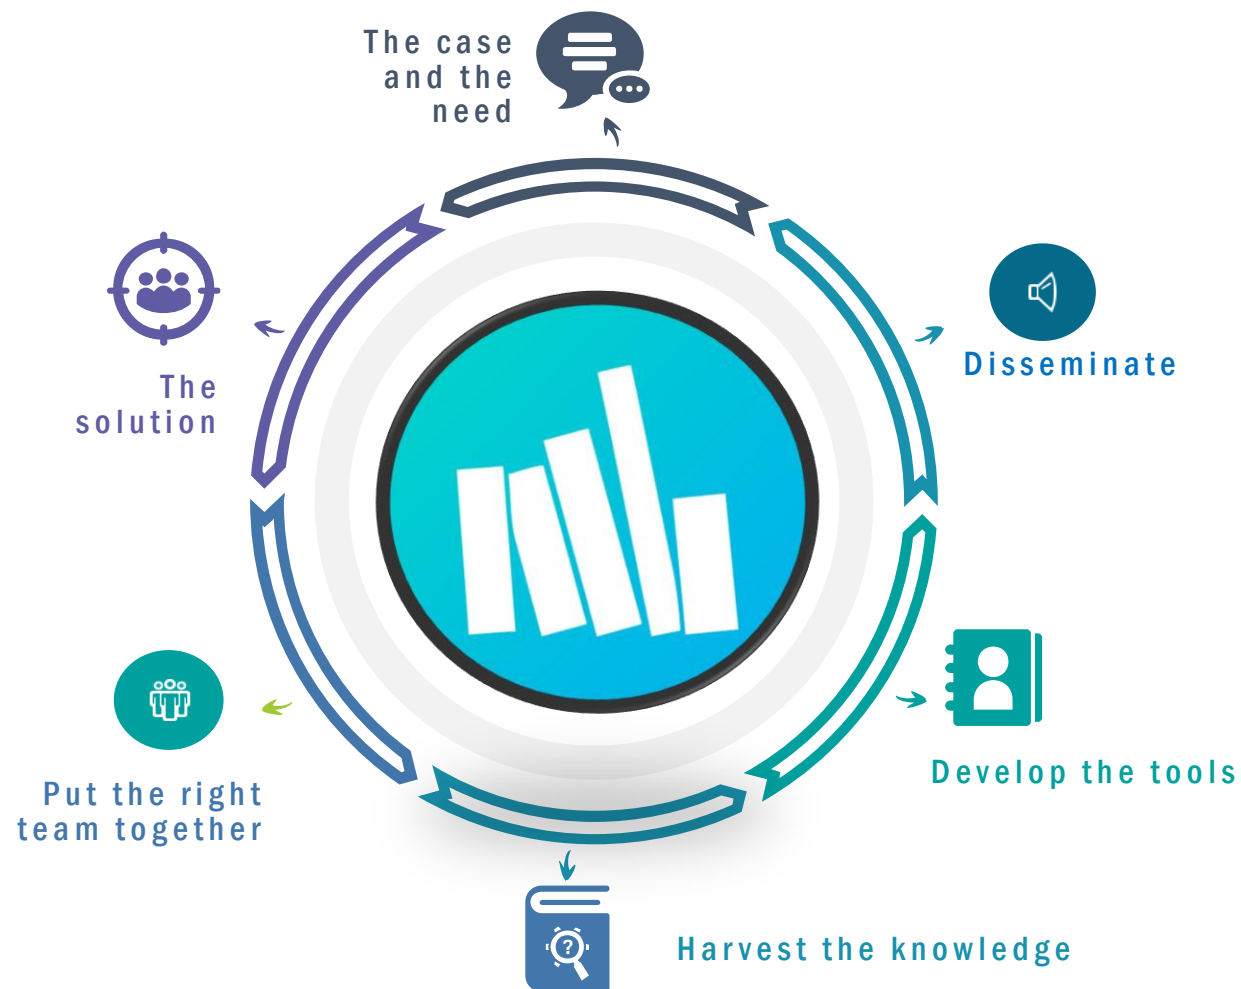 The case
and the
need
Disseminate
The
solution
Develop the tools
Put the right
team together
Harvest the knowledge
?